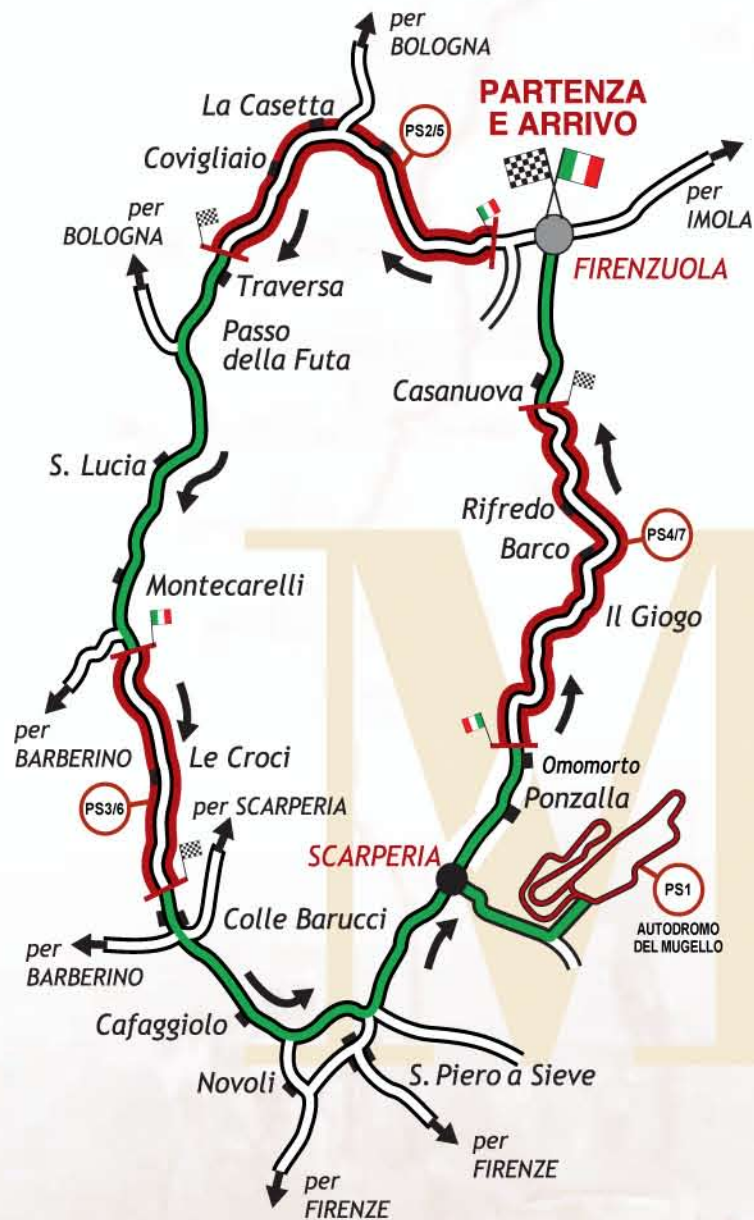 per
BOLOGNA
La Casetta
PARTENZA
E ARRIVO
PS2/5
Covigliaio
per
BOLOGNA
per
IMOLA
FIRENZUOLA
Traversa
Passo
della Futa
Casanuova
S. Lucia
Rifredo
Barco
PS4/7
Montecarelli
Il Giogo
per
BARBERINO
Le Croci
Omomorto
Ponzalla
PS3/6
per SCARPERIA
SCARPERIA
PS1
AUTODROMO
DEL MUGELLO
Colle Barucci
per
BARBERINO
Cafaggiolo
Novoli
S. Piero a Sieve
per
FIRENZE
per
FIRENZE
M